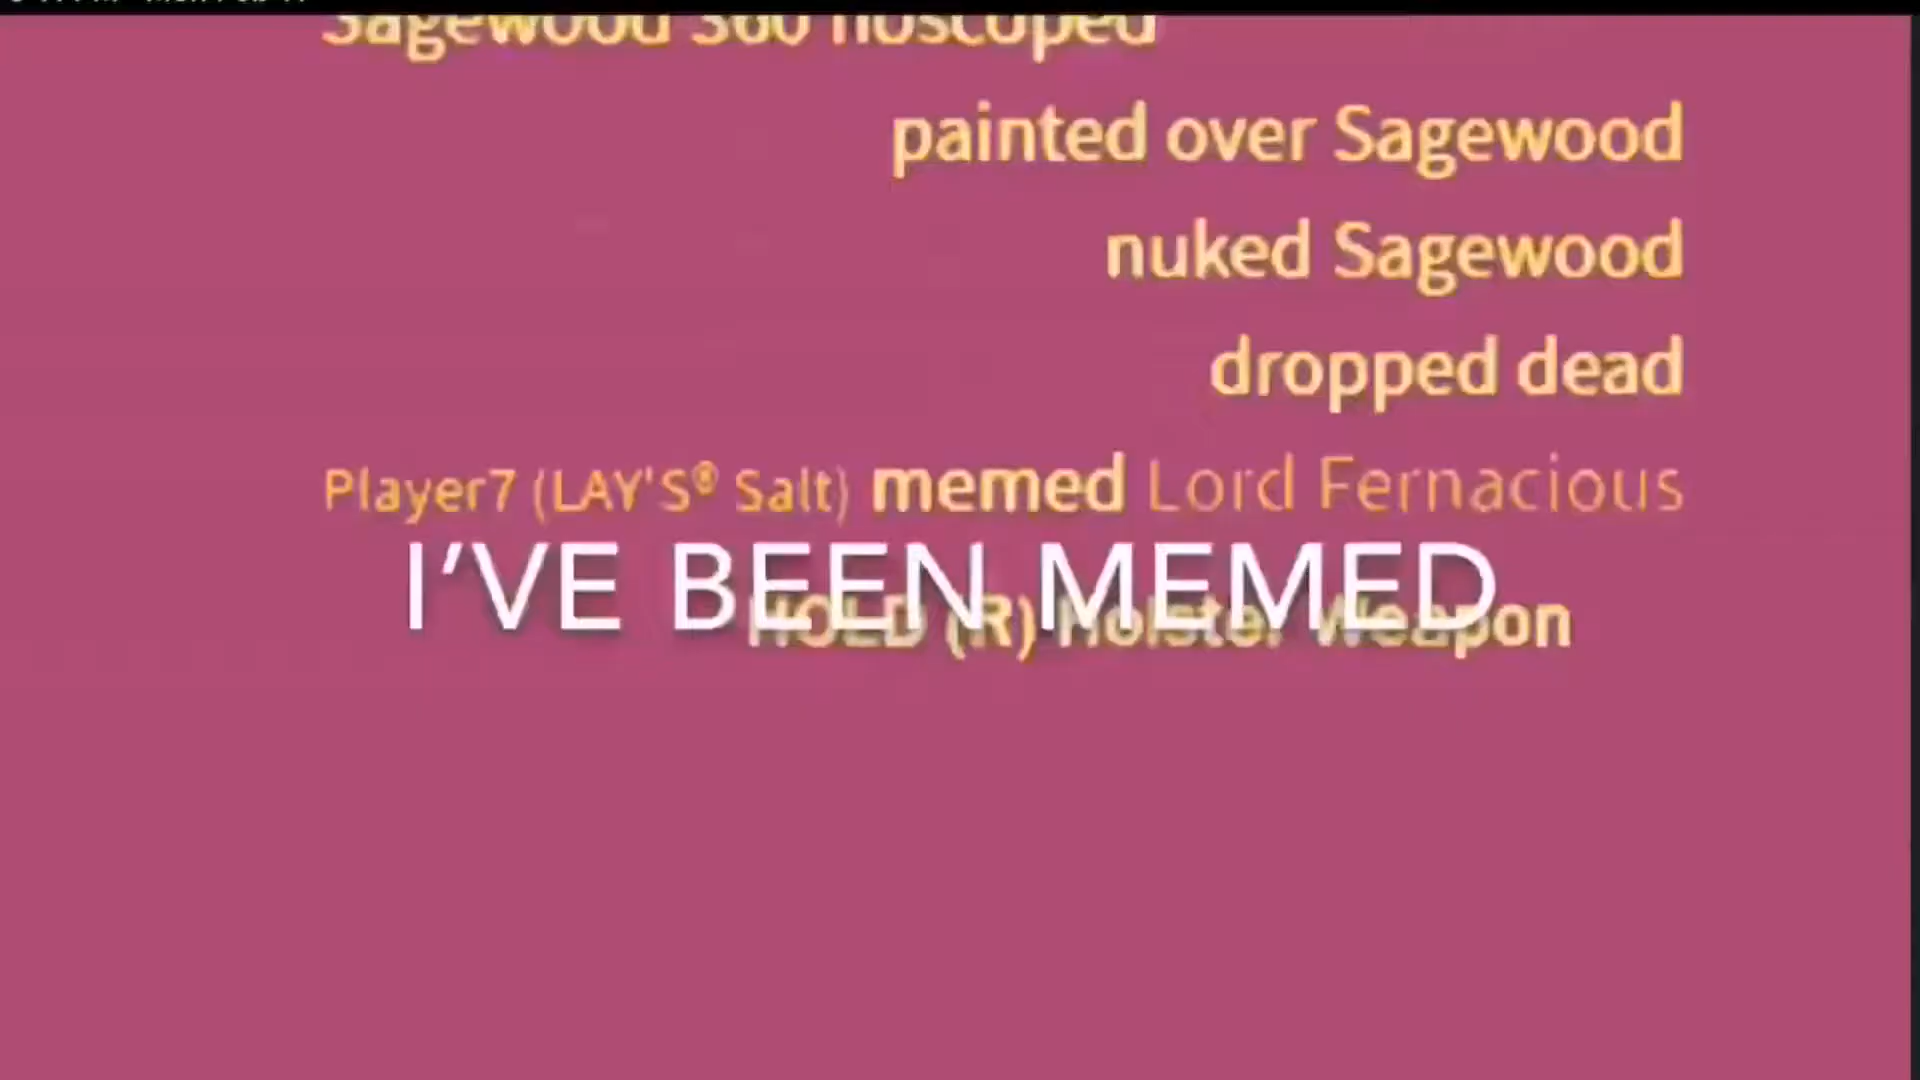 Sagewood 360 noscoped
painted over Sagewood
nuked Sagewood
dropped dead
Player7 (LAY'S® Salt) memed Lord Fernacious
I'VE BEEN MEMED
HOLD (R) Holster Weapon